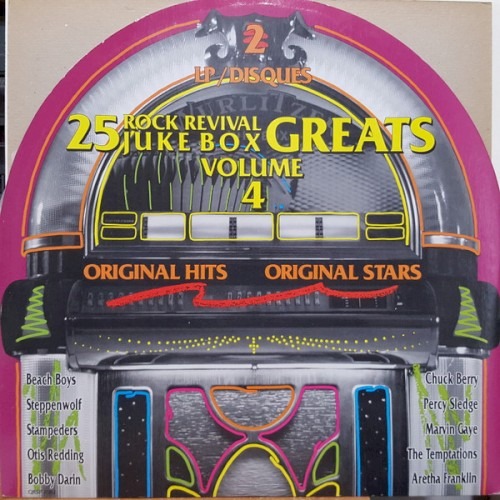 2
LP/DISQUES
WURLITZER
25 ROCK REVIVAL
JUKE BOX GREATS
VOLUME
4
ORIGINAL HITS ORIGINAL STARS
Beach Boys
Steppenwolf
Stampeders
Otis Redding
Bobby Darin
Chuck Berry
Percy Sledge
Marvin Gaye
The Temptations
Aretha Franklin